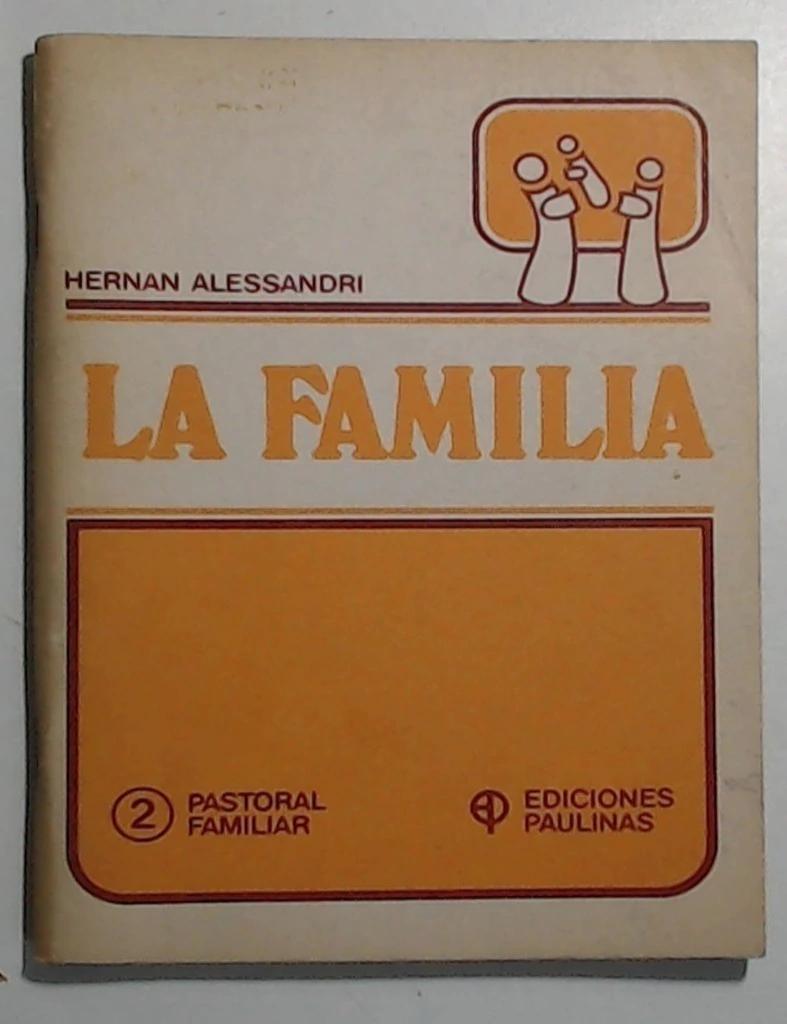 HERNAN ALESSANDRI
LA FAMILIA
2 PASTORAL
FAMILIAR
EDICIONES
PAULINAS